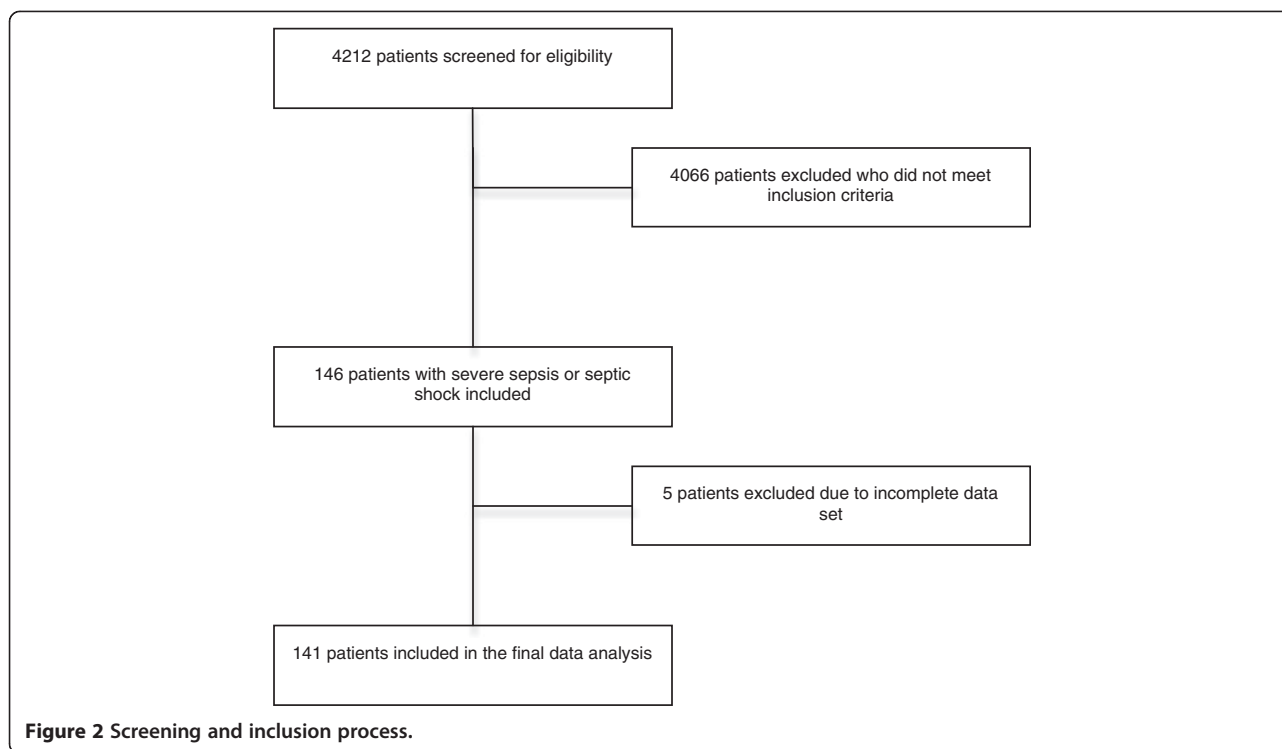 4212 patients screened for eligibility
4066 patients excluded who did not meet
inclusion criteria
146 patients with severe sepsis or septic
shock included
5 patients excluded due to incomplete data
set
141 patients included in the final data analysis
Figure 2 Screening and inclusion process.